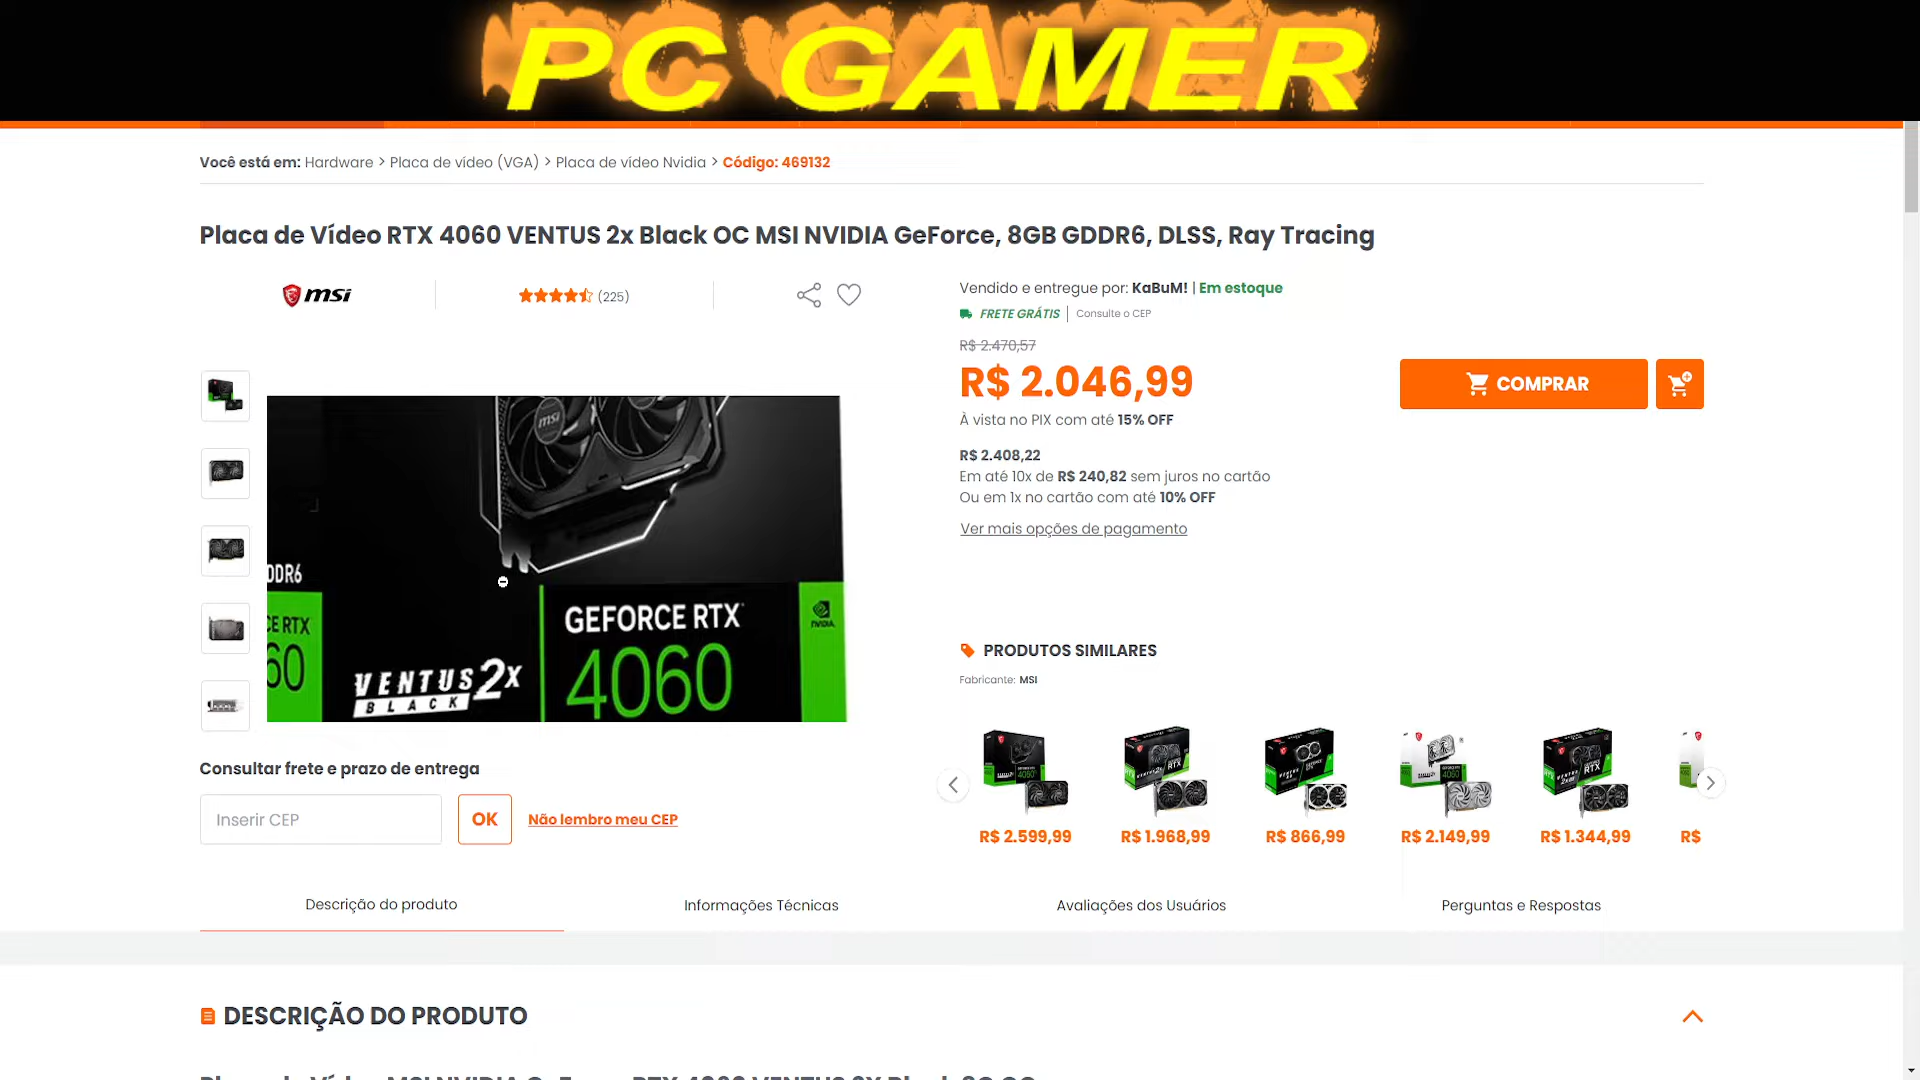 PC GAMER
Você está em: Hardware > Placa de vídeo (VGA) > Placa de vídeo Nvidia > Código: 469132
Placa de Vídeo RTX 4060 VENTUS 2x Black OC MSI NVIDIA GeForce, 8GB GDDR6, DLSS, Ray Tracing
msi
(225)
Vendido e entregue por: KaBuM! | Em estoque
FRETE GRÁTIS | Consulte o CEP
R$ 2.470,57
R$ 2.046,99
COMPRAR
À vista no PIX com até 15% OFF
R$ 2.408,22
Em até 10x de R$ 240,82 sem juros no cartão
Ou em 1x no cartão com até 10% OFF
Ver mais opções de pagamento
msi
DDR6
GEFORCE RTX
4060
NVIDIA
CE RTX
60
VENTUS 2X
BLACK
PRODUTOS SIMILARES
Fabricante: MSI
R$ 2.599,99
R$ 1.968,99
R$ 866,99
R$ 2.149,99
R$ 1.344,99
R$
Consultar frete e prazo de entrega
Inserir CEP
OK
Não lembro meu CEP
Descrição do produto
Informações Técnicas
Avaliações dos Usuários
Perguntas e Respostas
DESCRIÇÃO DO PRODUTO